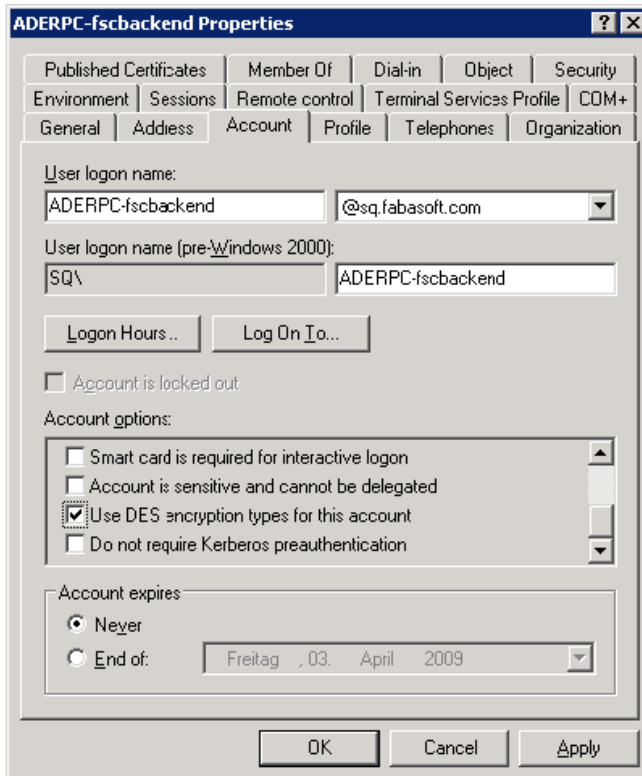 ADERPC-fscbackend Properties
Published Certificates Member Of Dial-in Object Security
Environment Sessions Remote control Terminal Services Profile COM+
General Address Account Profile Telephones Organization
User logon name:
ADERPC-fscbackend @sq.fabasoft.com
User logon name (pre-Windows 2000):
SQ\ ADERPC-fscbackend
Logon Hours... Log On To...
Account is locked out
Account options:
Smart card is required for interactive logon
Account is sensitive and cannot be delegated
Use DES encryption types for this account
Do not require Kerberos preauthentication
Account expires
Never
End of: Freitag , 03. April 2009
OK Cancel Apply